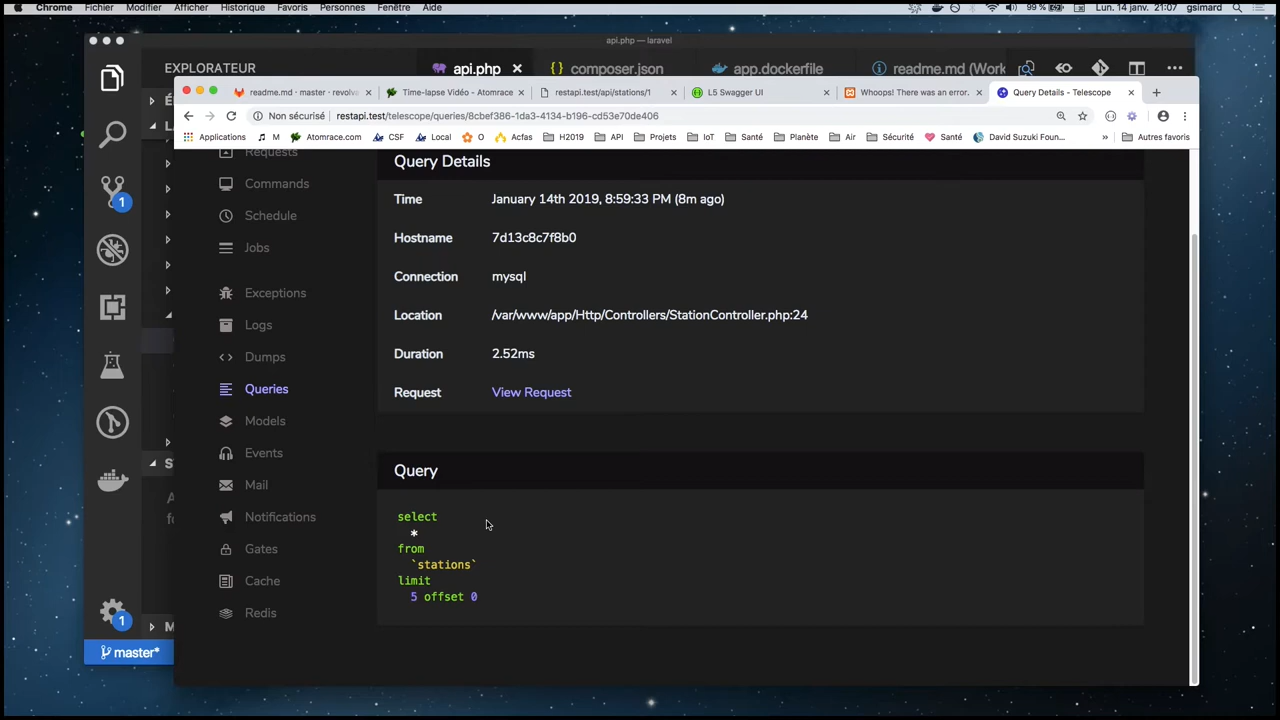 Chrome Fichier Modifier Afficher Historique Favoris Personnes Fenêtre Aide 99 % Lun. 14 janv. 21:07 gsimard
api.php — laravel
EXPLORATEUR api.php composer.json app.dockerfile readme.md (Work
readme.md · master · revolv Time-lapse Vidéo - Atomrace restapi.test/api/stations/1 L5 Swagger UI Whoops! There was an error. Query Details - Telescope
Non sécurisé restapi.test/telescope/queries/8cbef386-1da3-4134-b196-cd53e70de406
Applications M Atomrace.com CSF Local O Acfas H2019 API Projets IoT Santé Planète Air Sécurité Santé David Suzuki Foun... » Autres favoris
Requests
Commands
Schedule
Jobs
Exceptions
Logs
Dumps
Queries
Models
Events
Mail
Notifications
Gates
Cache
Redis
Query Details
Time January 14th 2019, 8:59:33 PM (8m ago)
Hostname 7d13c8c7f8b0
Connection mysql
Location /var/www/app/Http/Controllers/StationController.php:24
Duration 2.52ms
Request View Request
Query
select
*
from
`stations`
limit
5 offset 0
1
1
master*